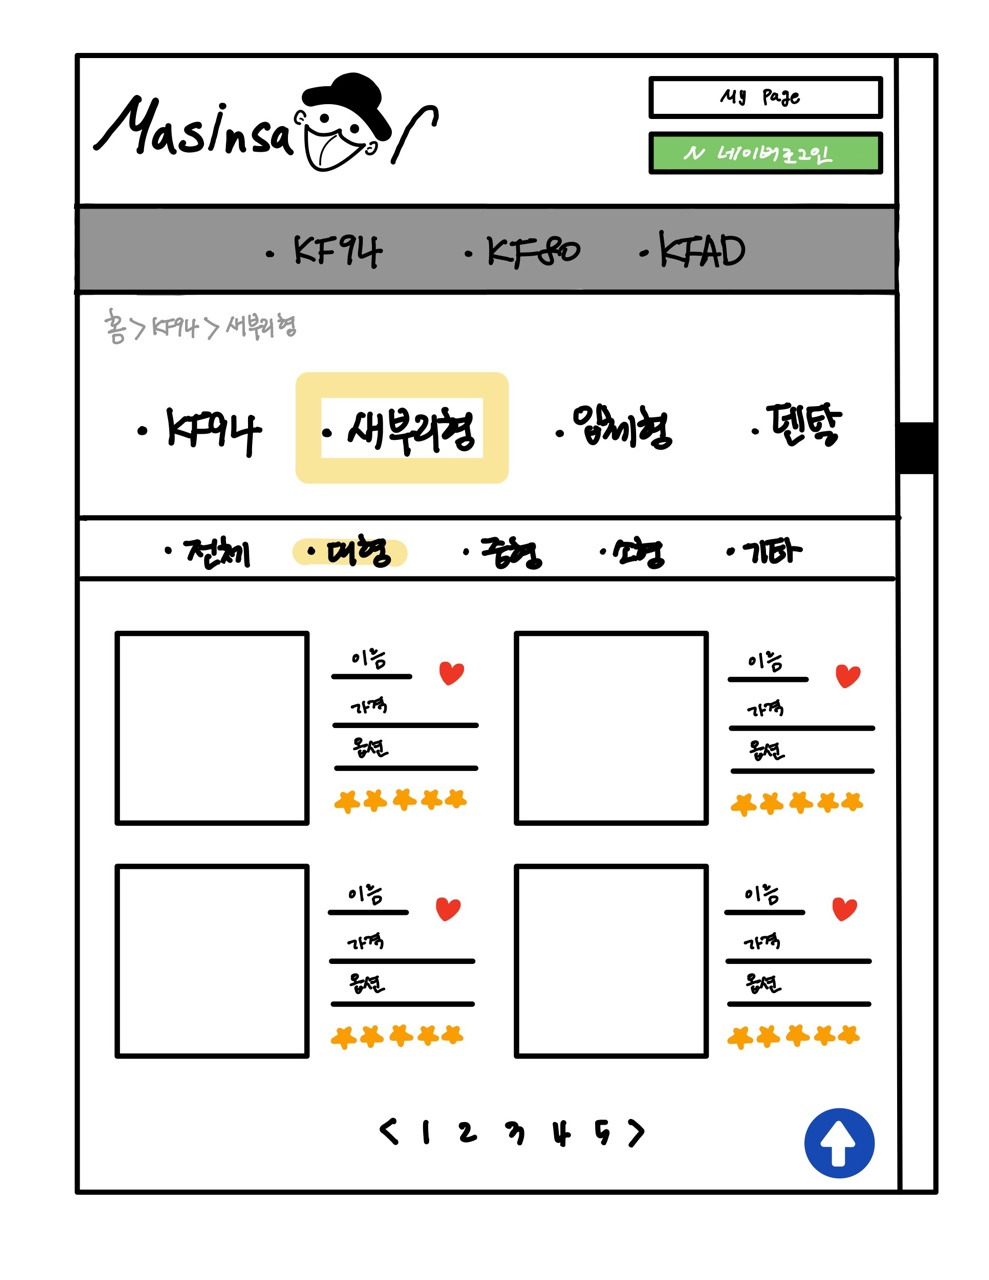 Masinsa
My Page
N 네이버로그인
· KF94 · KF80 · KFAD
홈 > KF94 > 새부리형
· KF94 · 새부리형 · 입체형 · 덴탈
· 전체 · 대형 · 중형 · 소형 · 기타
이름
가격
옵션
이름
가격
옵션
이름
가격
옵션
이름
가격
옵션
< 1 2 3 4 5 >